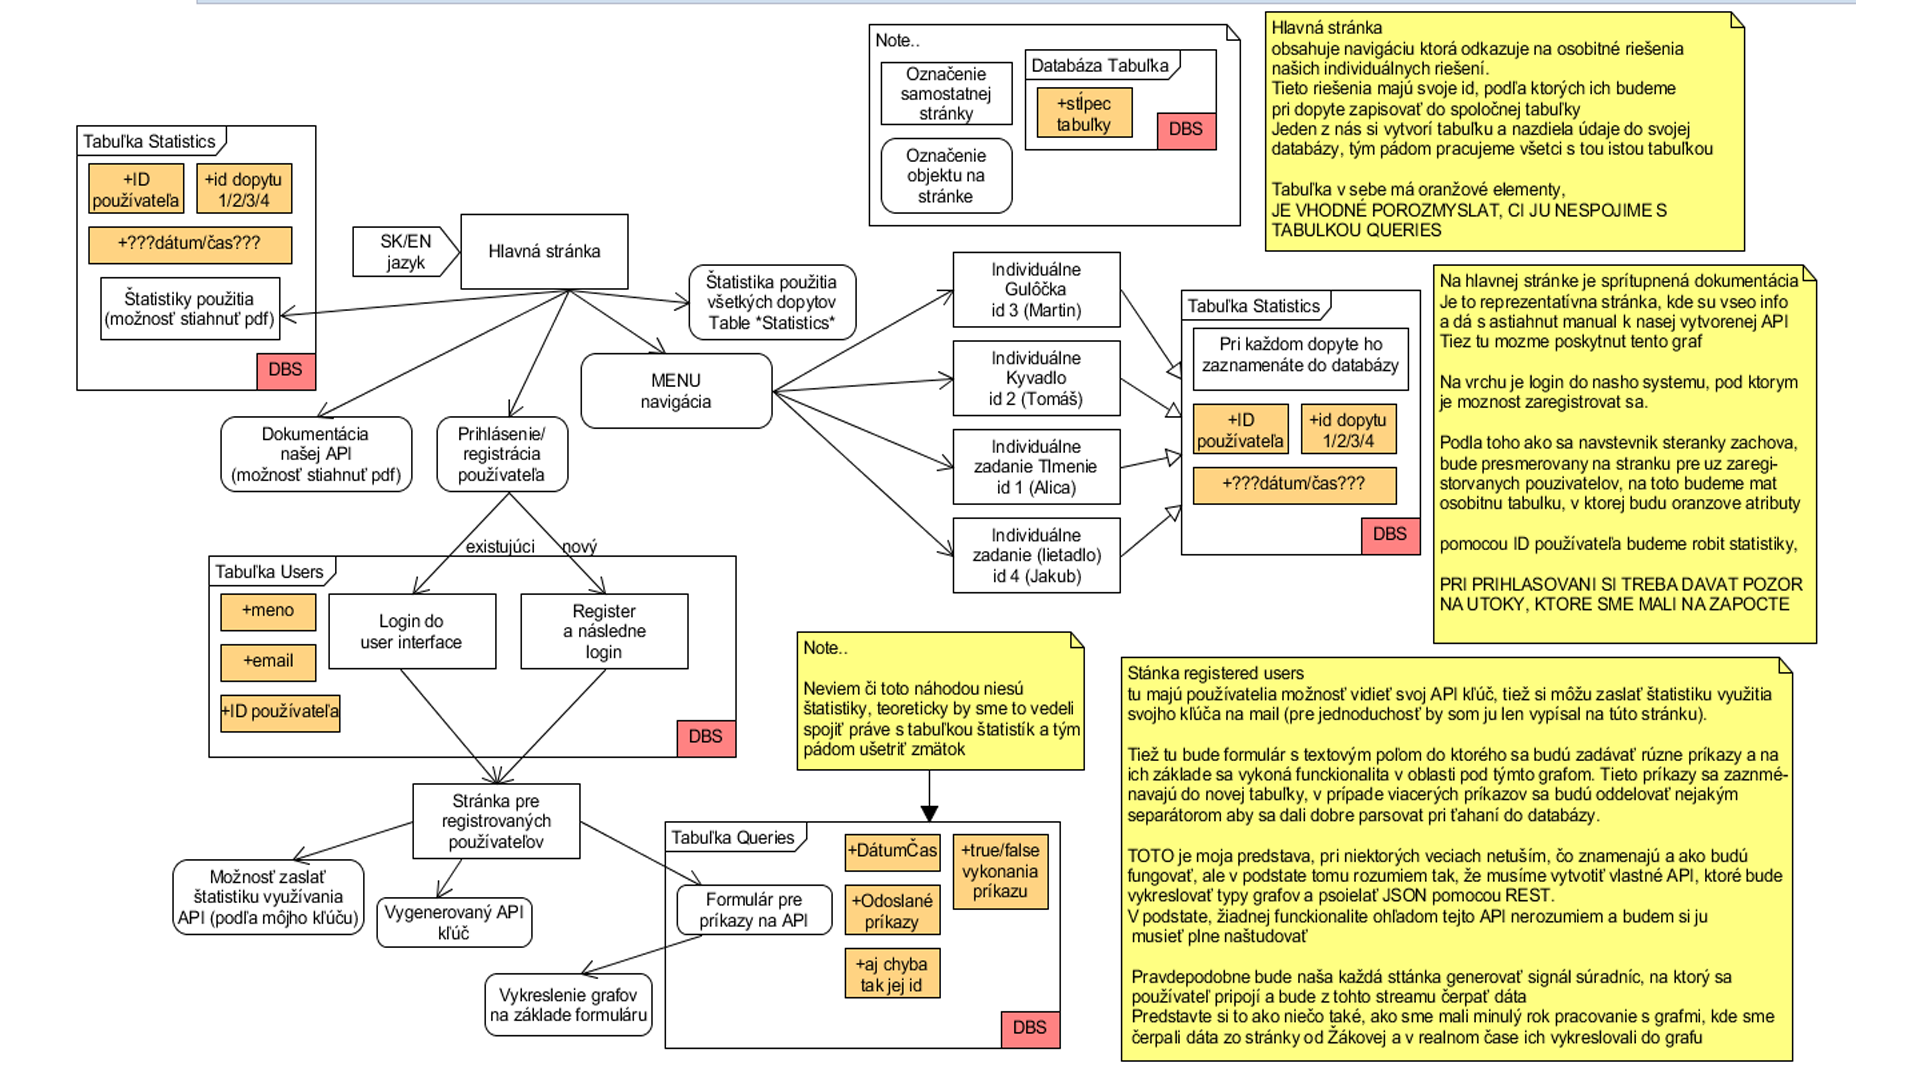 Note..
Označenie
samostatnej
stránky
Označenie
objektu na
stránke
Databáza Tabuľka
+stĺpec
tabuľky
DBS
Hlavná stránka
obsahuje navigáciu ktorá odkazuje na osobitné riešenia
našich individuálnych riešení.
Tieto riešenia majú svoje id, podľa ktorých ich budeme
pri dopyte zapisovať do spoločnej tabuľky
Jeden z nás si vytvorí tabuľku a nazdiela údaje do svojej
databázy, tým pádom pracujeme všetci s tou istou tabuľkou
Tabuľka v sebe má oranžové elementy,
JE VHODNÉ POROZMYSLAT, CI JU NESPOJIME S
TABULKOU QUERIES
Tabuľka Statistics
+ID
používateľa
+id dopytu
1/2/3/4
+???dátum/čas???
Štatistiky použitia
(možnosť stiahnuť pdf)
DBS
SK/EN
jazyk
Hlavná stránka
Štatistika použitia
všetkých dopytov
Table *Statistics*
MENU
navigácia
Dokumentácia
našej API
(možnosť stiahnuť pdf)
Prihlásenie/
registrácia
používateľa
Individuálne
Gulôčka
id 3 (Martin)
Individuálne
Kyvadlo
id 2 (Tomáš)
Individuálne
zadanie Tlmenie
id 1 (Alica)
Individuálne
zadanie (lietadlo)
id 4 (Jakub)
Tabuľka Statistics
Pri každom dopyte ho
zaznamenáte do databázy
+ID
používateľa
+id dopytu
1/2/3/4
+???dátum/čas???
DBS
Na hlavnej stránke je sprítupnená dokumentácia
Je to reprezentatívna stránka, kde su vseo info
a dá s astiahnut manual k nasej vytvorenej API
Tiez tu mozme poskytnut tento graf
Na vrchu je login do nasho systemu, pod ktorym
je moznost zaregistrovat sa.
Podla toho ako sa navstevnik steranky zachova,
bude presmerovany na stranku pre uz zaregi-
storvanych pouzivatelov, na toto budeme mat
osobitnu tabulku, v ktorej budu oranzove atributy
pomocou ID používateľa budeme robit statistiky,
PRI PRIHLASOVANI SI TREBA DAVAT POZOR
NA UTOKY, KTORE SME MALI NA ZAPOCTE
existujúci
nový
Tabuľka Users
+meno
+email
+ID používateľa
Login do
user interface
Register
a následne
login
DBS
Note..
Neviem či toto náhodou niesú
štatistiky, teoreticky by sme to vedeli
spojiť práve s tabuľkou štatistík a tým
pádom ušetriť zmätok
Stránka pre
registrovaných
používateľov
Možnosť zaslať
štatistiku využívania
API (podľa môjho kľúču)
Vygenerovaný API
kľúč
Tabuľka Queries
Formulár pre
príkazy na API
+DátumČas
+Odoslané
príkazy
+aj chyba
tak jej id
+true/false
vykonania
príkazu
DBS
Vykreslenie grafov
na základe formuláru
Stánka registered users
tu majú používatelia možnosť vidieť svoj API kľúč, tiež si môžu zaslať štatistiku využitia
svojho kľúča na mail (pre jednoduchosť by som ju len vypísal na túto stránku).
Tiež tu bude formulár s textovým poľom do ktorého sa budú zadávať rúzne príkazy a na
ich základe sa vykoná funckionalita v oblasti pod týmto grafom. Tieto príkazy sa zaznmé-
navajú do novej tabuľky, v prípade viacerých príkazov sa budú oddelovať nejakým
separátorom aby sa dali dobre parsovat pri ťahaní do databázy.
TOTO je moja predstava, pri niektorých veciach netuším, čo znamenajú a ako budú
fungovať, ale v podstate tomu rozumiem tak, že musíme vytvotiť vlastné API, ktoré bude
vykreslovať typy grafov a psoielať JSON pomocou REST.
V podstate, žiadnej functionalite ohľadom tejto API nerozumiem a budem si ju
musieť plne naštudovať
Pravdepodobne bude naša každá sttánka generovať signál súradníc, na ktorý sa
používateľ pripojí a bude z tohto streamu čerpať dáta
Predstavte si to ako niečo také, ako sme mali minulý rok pracovanie s grafmi, kde sme
čerpali dáta zo stránky od Žákovej a v realnom čase ich vykreslovali do grafu